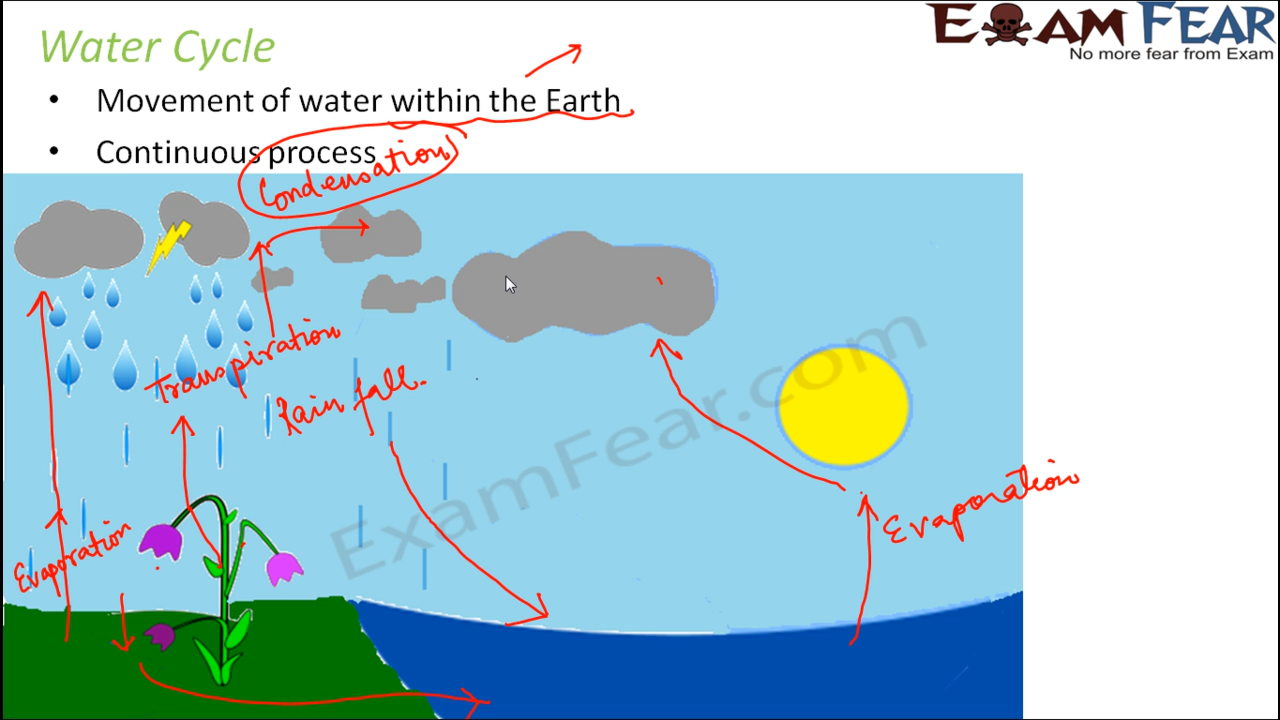 EXAM FEAR
No more fear from Exam
Water Cycle
• Movement of water within the Earth
• Continuous process
Condensation
Transpiration
Rain fall.
ExamFear.com
Evaporation
Evaporation